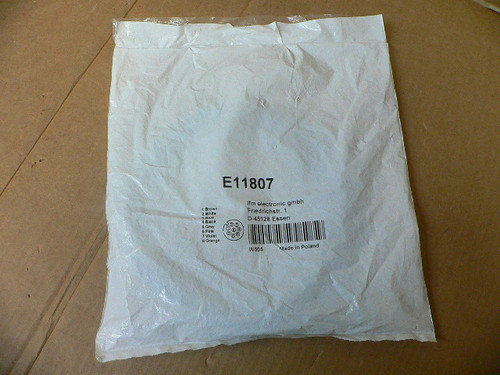 E11807
ifm electronic gmbh
Friedrichstr. 1
D-45128 Essen
1 Brown
2 White
3 Blue
4 Black
5 Grey
6 Pink
7 Violet
8 Orange
Made in Poland